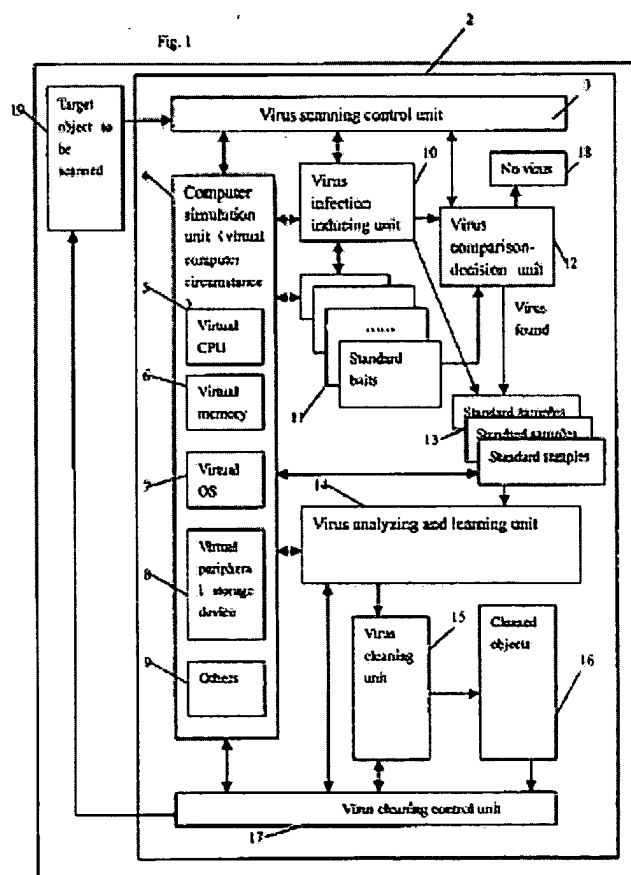 Fig. 1
2
19
Target
object to
be
scanned
Virus scanning control unit
3
4
Computer
simulation
unit (virtual
computer
circumstance
)
10
Virus
infection
inducing unit
No virus
18
Virus
comparison-
decision unit
12
5
Virtual
CPU
Virus
found
Standard
baits
11
6
Virtual
memory
Standard samples
13
Standard samples
Standard samples
7
Virtual
OS
14
Virus analyzing and learning unit
8
Virtual
periphera
l storage
device
15
Virus
cleaning
unit
Cleaned
objects
16
9
Others
Virus cleaning control unit
17